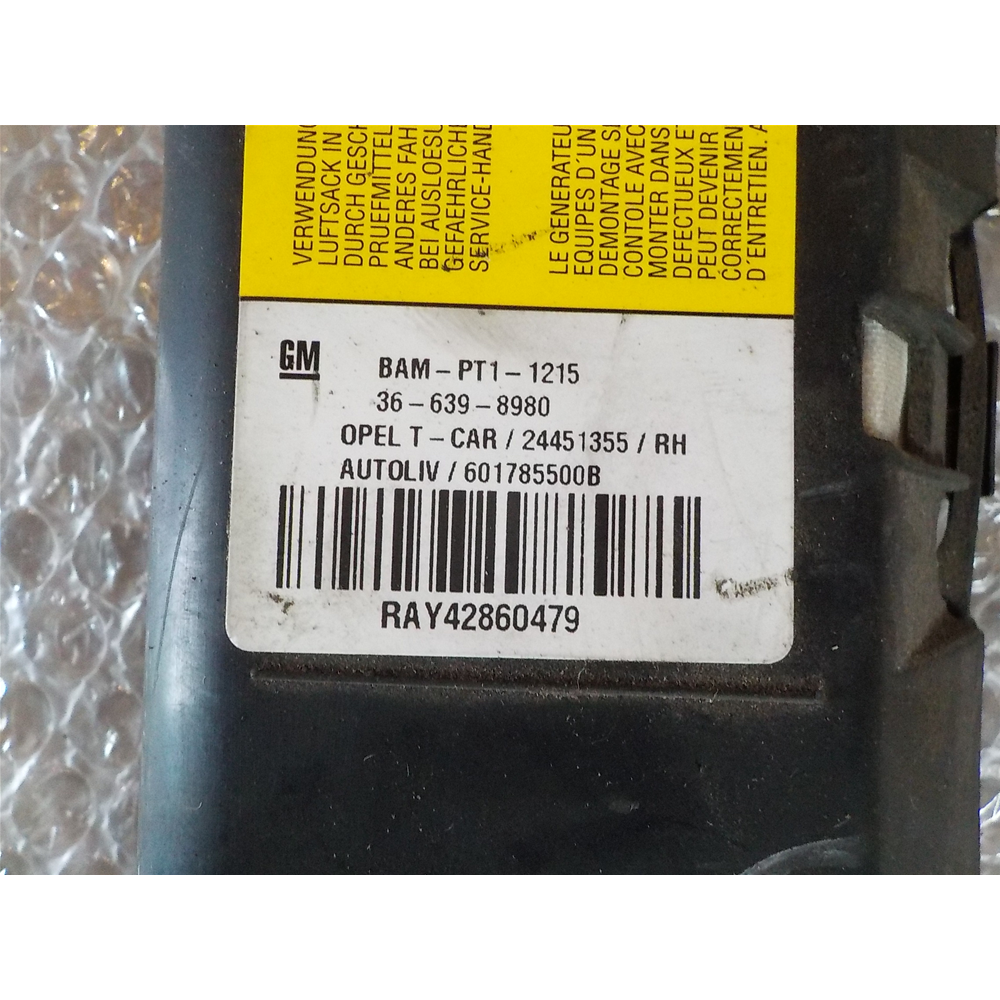 VERWENDUNG
LUFTSACK IN
DURCH GESCH
PRUEFMITTEL
ANDERES FAH
BEI AUSLOESU
GEFAEHRLICHE
SERVICE-HAND
LE GENERATEU
EQUIPES D'UN
DEMONTAGE S
CONTOLE AVEC
MONTER DANS
DEFECTUEUX E
PEUT DEVENIR
CORRECTEMEN
D'ENTRETIEN. A
GM
BAM-PT1-1215
36-639-8980
OPEL T-CAR / 24451355 / RH
AUTOLIV / 601785500B
RAY42860479